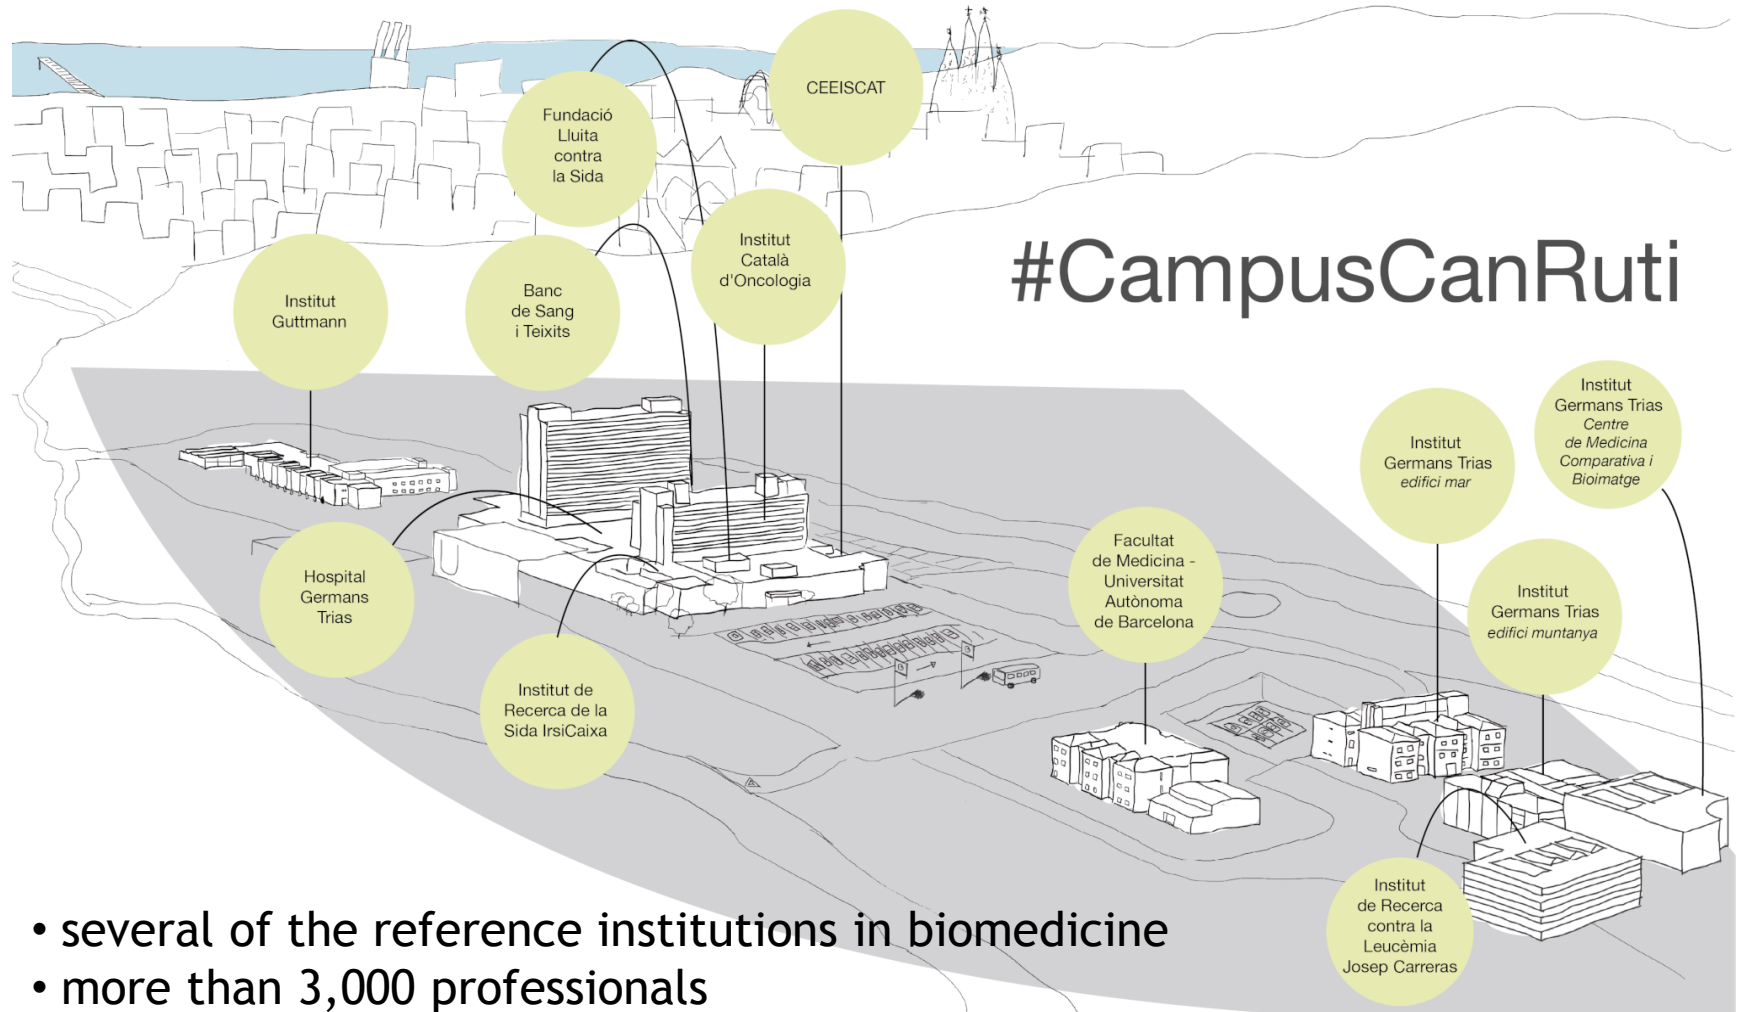 CEEISCAT
Fundació
Lluita
contra
la Sida
Institut
Català
d'Oncologia
#CampusCanRuti
Banc
de Sang
i Teixits
Institut
Guttmann
Institut
Germans Trias
Centre
de Medicina
Comparativa i
Bioimatge
Institut
Germans Trias
edifici mar
Facultat
de Medicina -
Universitat
Autònoma
de Barcelona
Hospital
Germans
Trias
Institut
Germans Trias
edifici muntanya
Institut de
Recerca de la
Sida IrsiCaixa
Institut
de Recerca
contra la
Leucèmia
Josep Carreras
• several of the reference institutions in biomedicine
• more than 3,000 professionals